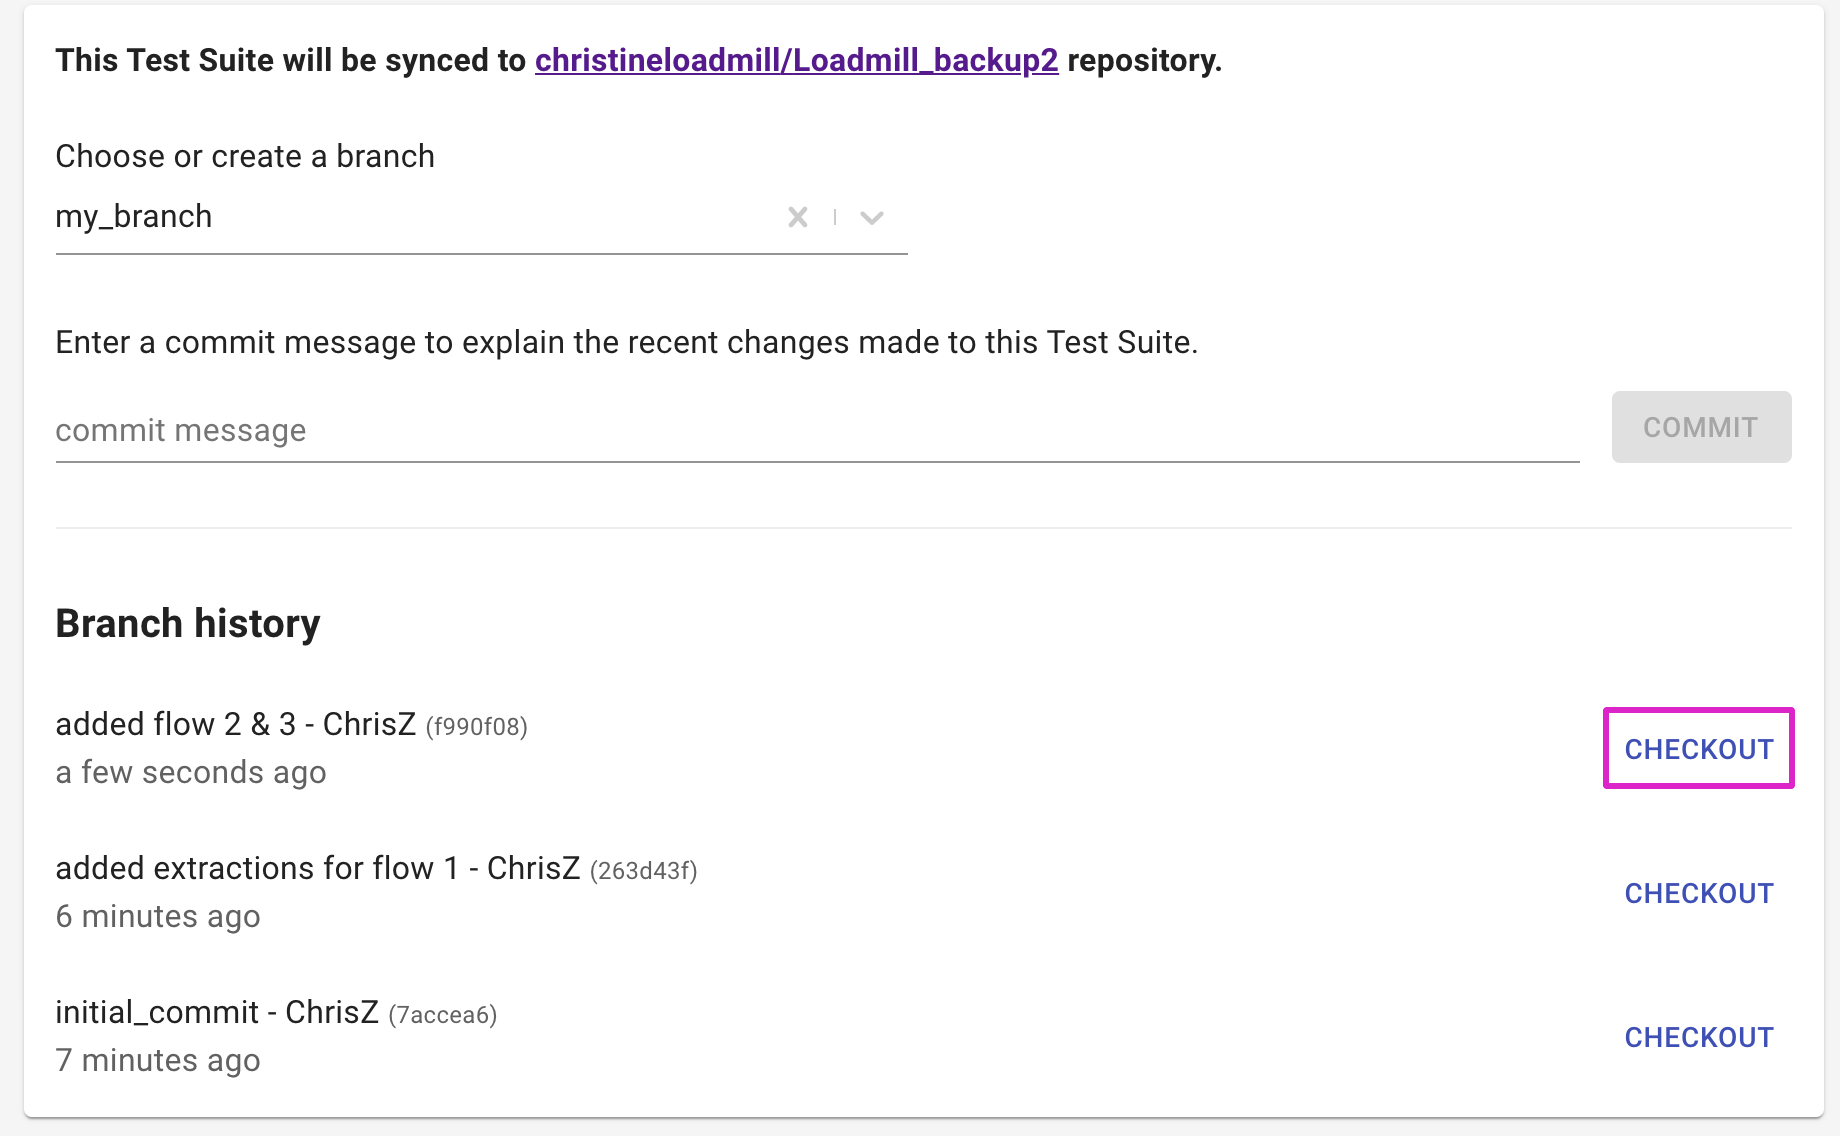 This Test Suite will be synced to christineloadmill/Loadmill_backup2 repository.
Choose or create a branch
my_branch
Enter a commit message to explain the recent changes made to this Test Suite.
commit message
COMMIT
Branch history
added flow 2 & 3 - ChrisZ (f990f08)
a few seconds ago
CHECKOUT
added extractions for flow 1 - ChrisZ (263d43f)
6 minutes ago
CHECKOUT
initial_commit - ChrisZ (7accea6)
7 minutes ago
CHECKOUT